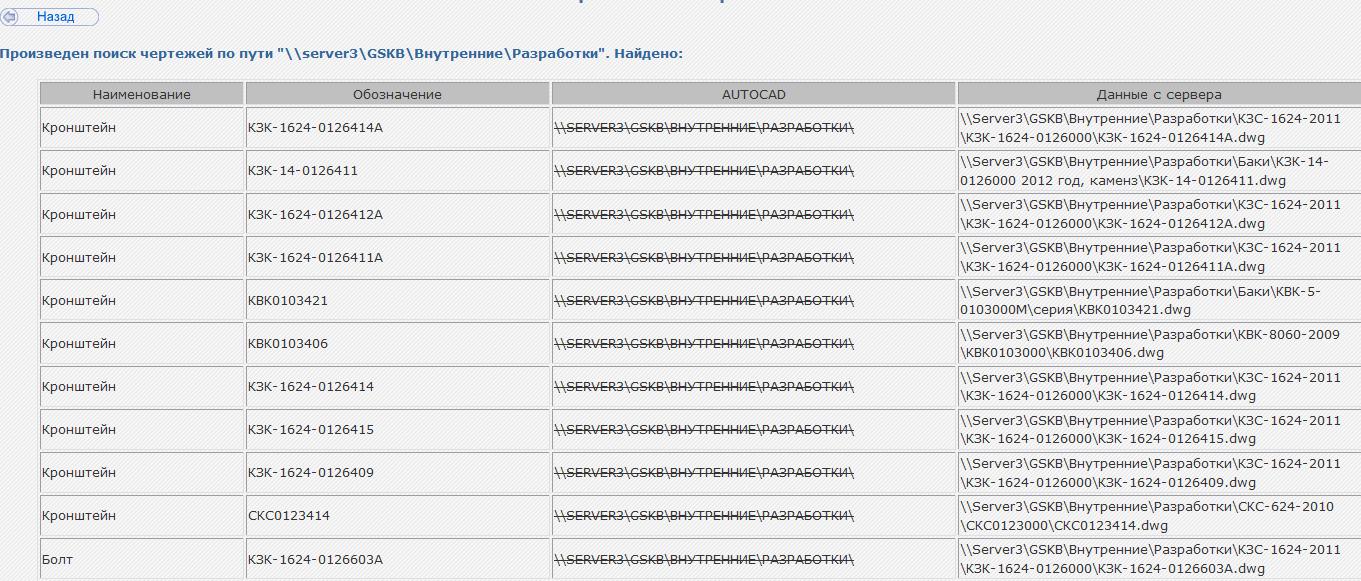 Назад
Произведен поиск чертежей по пути "\\server3\GSKB\Внутренние\Разработки". Найдено:
Наименование Обозначение AUTOCAD Данные с сервера
Кронштейн КЗК-1624-0126414А \\SERVER3\GSKB\ВНУТРЕННИЕ\РАЗРАБОТКИ\ \\Server3\GSKB\Внутренние\Разработки\КЗС-1624-2011
\КЗК-1624-0126000\КЗК-1624-0126414А.dwg
Кронштейн КЗК-14-0126411 \\SERVER3\GSKB\ВНУТРЕННИЕ\РАЗРАБОТКИ\ \\Server3\GSKB\Внутренние\Разработки\Баки\КЗК-14-
0126000 2012 год, каменз\КЗК-14-0126411.dwg
Кронштейн КЗК-1624-0126412А \\SERVER3\GSKB\ВНУТРЕННИЕ\РАЗРАБОТКИ\ \\Server3\GSKB\Внутренние\Разработки\КЗС-1624-2011
\КЗК-1624-0126000\КЗК-1624-0126412А.dwg
Кронштейн КЗК-1624-0126411А \\SERVER3\GSKB\ВНУТРЕННИЕ\РАЗРАБОТКИ\ \\Server3\GSKB\Внутренние\Разработки\КЗС-1624-2011
\КЗК-1624-0126000\КЗК-1624-0126411А.dwg
Кронштейн КВК0103421 \\SERVER3\GSKB\ВНУТРЕННИЕ\РАЗРАБОТКИ\ \\Server3\GSKB\Внутренние\Разработки\Баки\КВК-5-
0103000М\серия\КВК0103421.dwg
Кронштейн КВК0103406 \\SERVER3\GSKB\ВНУТРЕННИЕ\РАЗРАБОТКИ\ \\Server3\GSKB\Внутренние\Разработки\КВК-8060-2009
\КВК0103000\КВК0103406.dwg
Кронштейн КЗК-1624-0126414 \\SERVER3\GSKB\ВНУТРЕННИЕ\РАЗРАБОТКИ\ \\Server3\GSKB\Внутренние\Разработки\КЗС-1624-2011
\КЗК-1624-0126000\КЗК-1624-0126414.dwg
Кронштейн КЗК-1624-0126415 \\SERVER3\GSKB\ВНУТРЕННИЕ\РАЗРАБОТКИ\ \\Server3\GSKB\Внутренние\Разработки\КЗС-1624-2011
\КЗК-1624-0126000\КЗК-1624-0126415.dwg
Кронштейн КЗК-1624-0126409 \\SERVER3\GSKB\ВНУТРЕННИЕ\РАЗРАБОТКИ\ \\Server3\GSKB\Внутренние\Разработки\КЗС-1624-2011
\КЗК-1624-0126000\КЗК-1624-0126409.dwg
Кронштейн СКС0123414 \\SERVER3\GSKB\ВНУТРЕННИЕ\РАЗРАБОТКИ\ \\Server3\GSKB\Внутренние\Разработки\СКС-624-2010
\СКС0123000\СКС0123414.dwg
Болт КЗК-1624-0126603А \\SERVER3\GSKB\ВНУТРЕННИЕ\РАЗРАБОТКИ\ \\Server3\GSKB\Внутренние\Разработки\КЗС-1624-2011
\КЗК-1624-0126000\КЗК-1624-0126603А.dwg